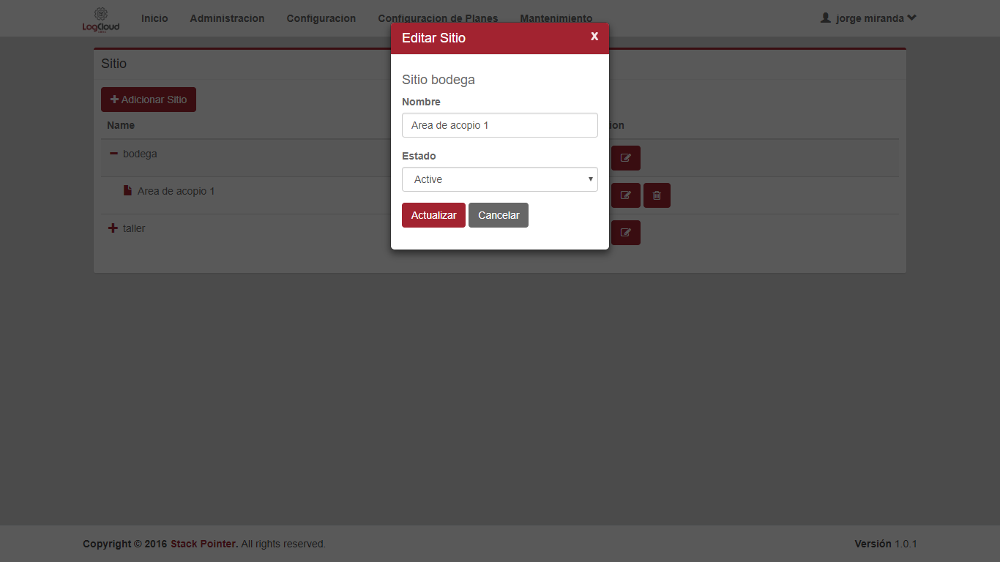 LogCloud
Inicio Administracion Configuracion Configuracion de Planes Mantenimiento jorge miranda
Editar Sitio X
Sitio
Sitio bodega
Adicionar Sitio
Nombre
Name
Area de acopio 1
bodega
Estado
Active
Area de acopio 1
Actualizar Cancelar
taller
Copyright © 2016 Stack Pointer. All rights reserved. Versión 1.0.1